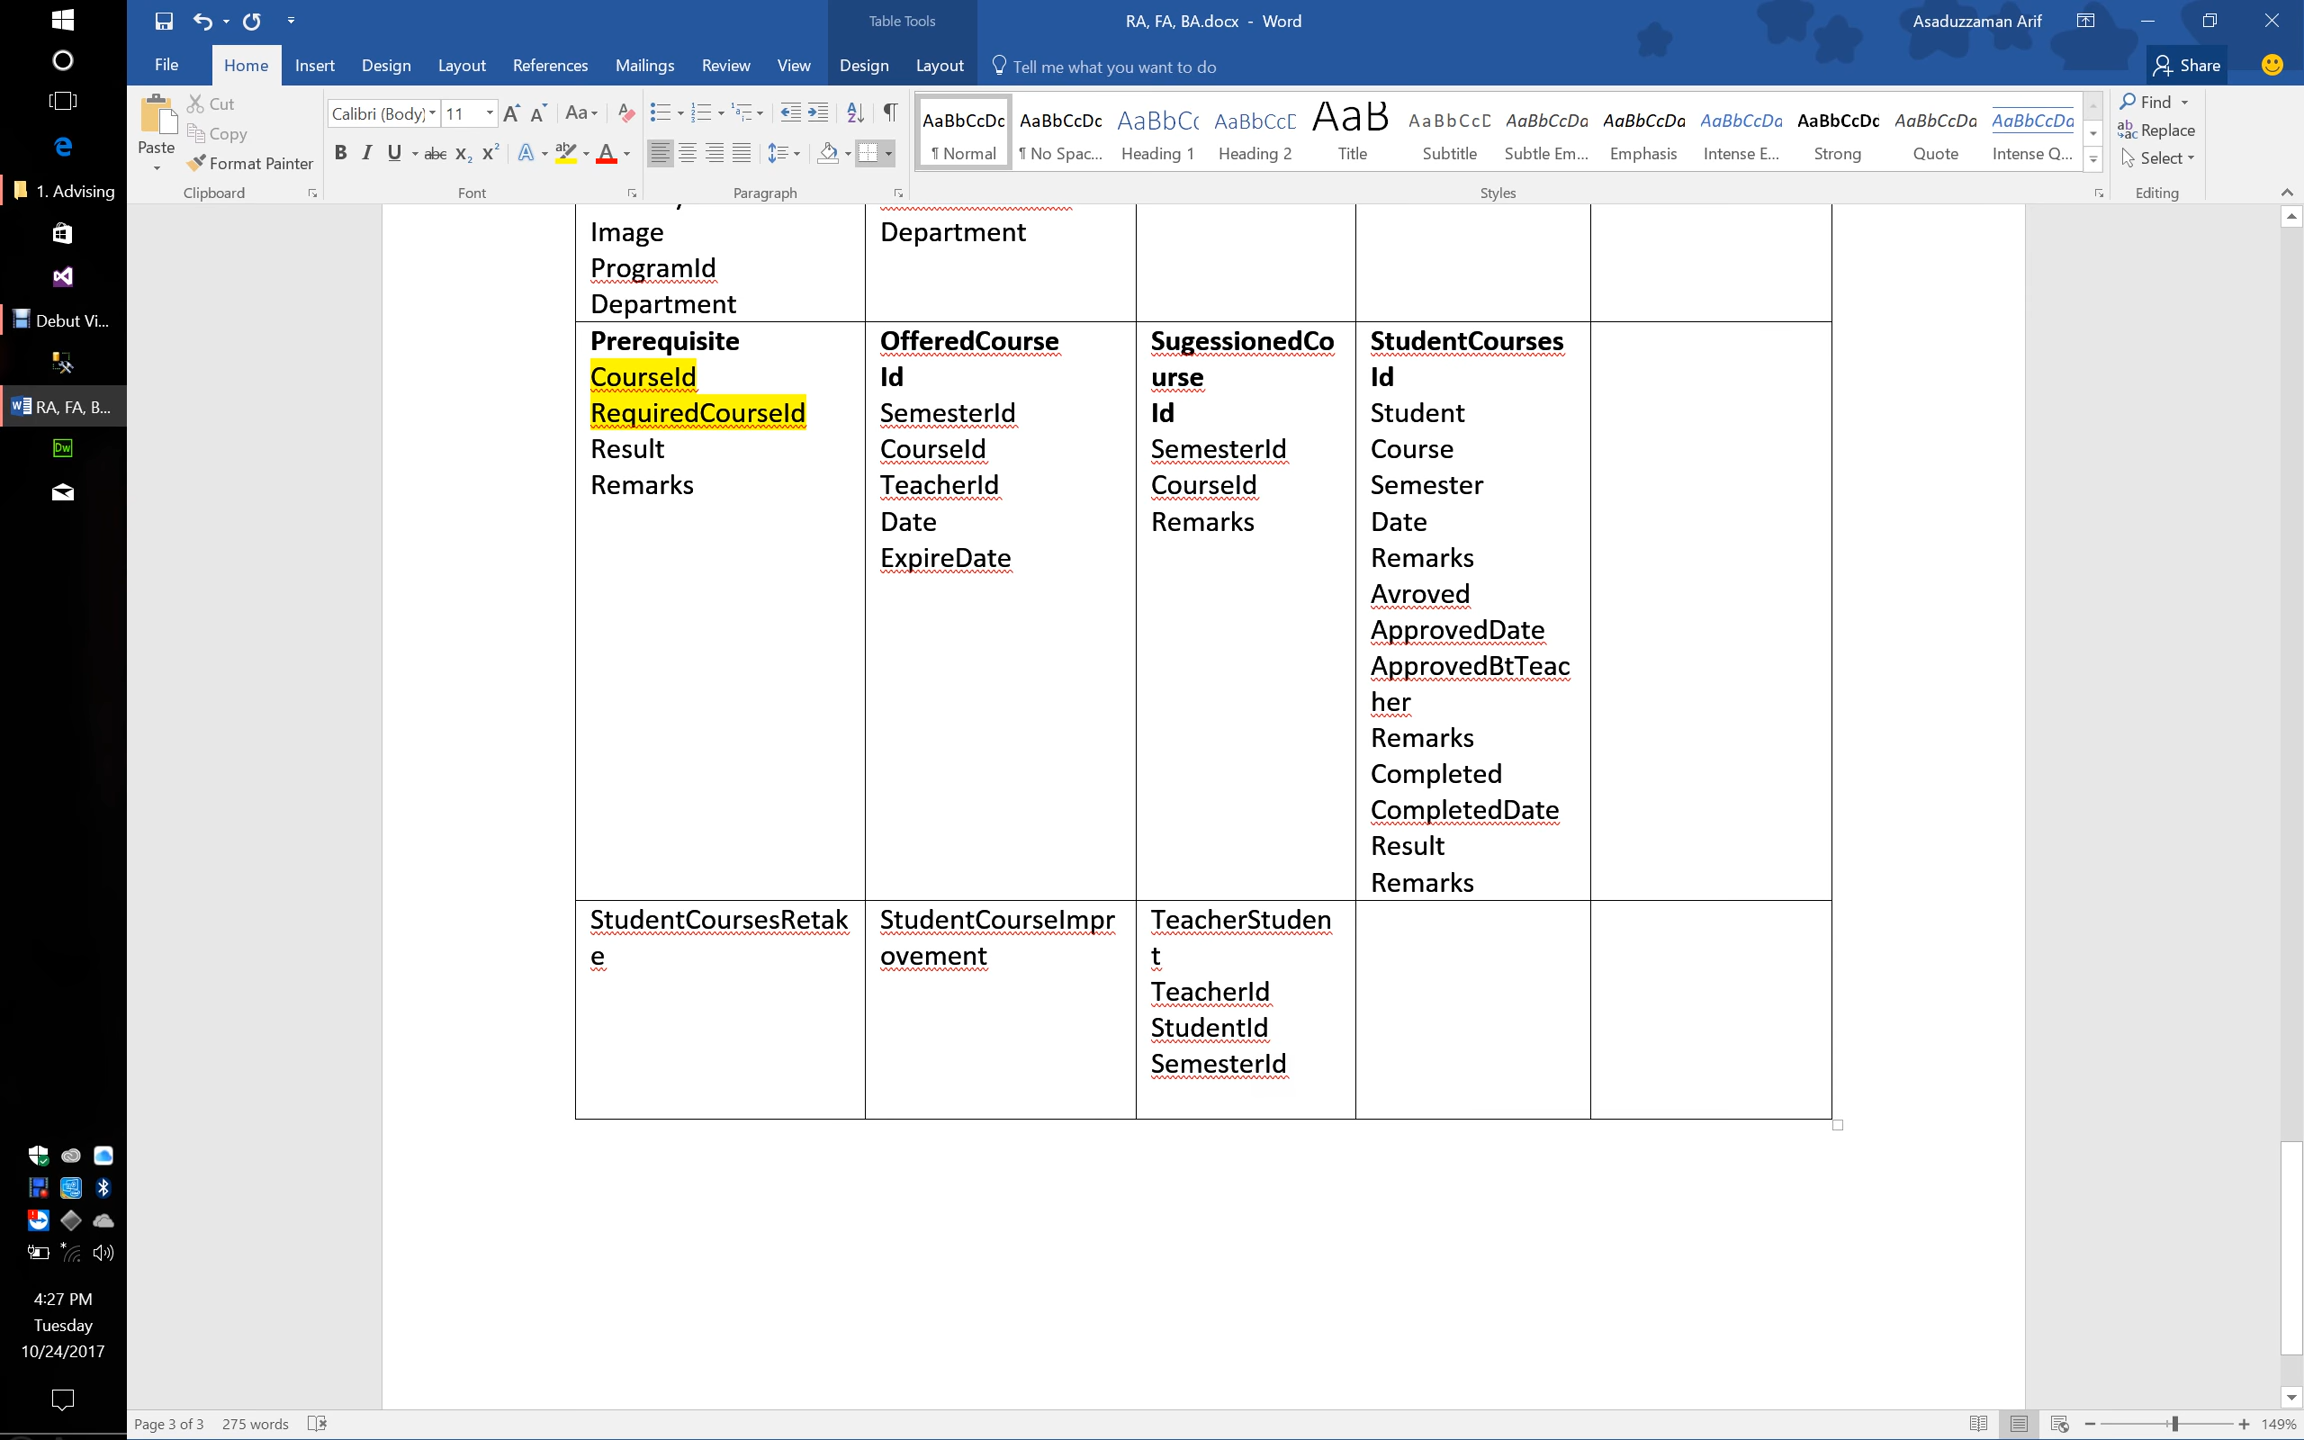 Table Tools
RA, FA, BA.docx - Word
Asaduzzaman Arif
File
Home
Insert
Design
Layout
References
Mailings
Review
View
Design
Layout
Tell me what you want to do
Share
Paste
Cut
Copy
Format Painter
Clipboard
Calibri (Body)
11
Font
Paragraph
AaBbCcDc
¶ Normal
AaBbCcDc
¶ No Spac...
AaBbCc
Heading 1
AaBbCcE
Heading 2
AaB
Title
AaBbCcD
Subtitle
AaBbCcDa
Subtle Em...
AaBbCcDa
Emphasis
AaBbCcDa
Intense E...
AaBbCcDc
Strong
AaBbCcDa
Quote
AaBbCcDa
Intense Q...
Styles
Find
Replace
Select
Editing
1. Advising
Debut Vi...
RA, FA, B...
Dw
4:27 PM
Tuesday
10/24/2017
Image
ProgramId
Department
Department
Prerequisite
CourseId
RequiredCourseId
Result
Remarks
OfferedCourse
Id
SemesterId
CourseId
TeacherId
Date
ExpireDate
SugessionedCo
urse
Id
SemesterId
CourseId
Remarks
StudentCourses
Id
Student
Course
Semester
Date
Remarks
Avroved
ApprovedDate
ApprovedBtTeac
her
Remarks
Completed
CompletedDate
Result
Remarks
StudentCoursesRetak
e
StudentCourseImpr
ovement
TeacherStuden
t
TeacherId
StudentId
SemesterId
Page 3 of 3
275 words
149%